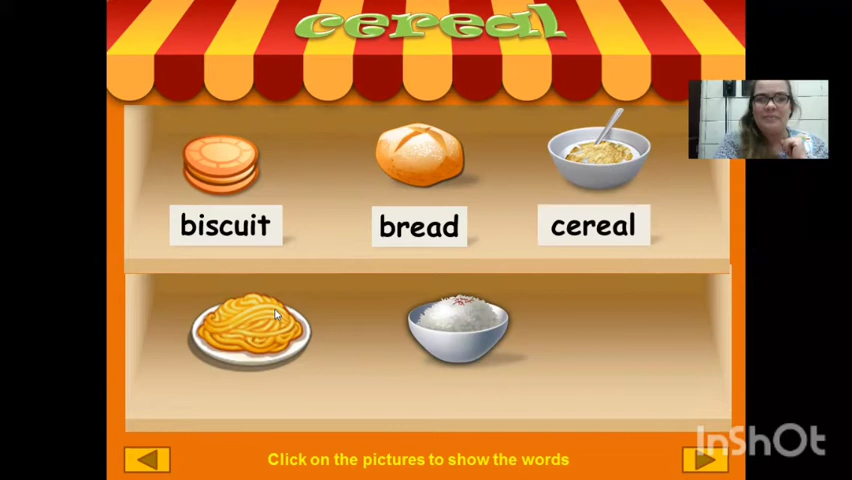 cereal
biscuit
bread
cereal
Click on the pictures to show the words
InShOt